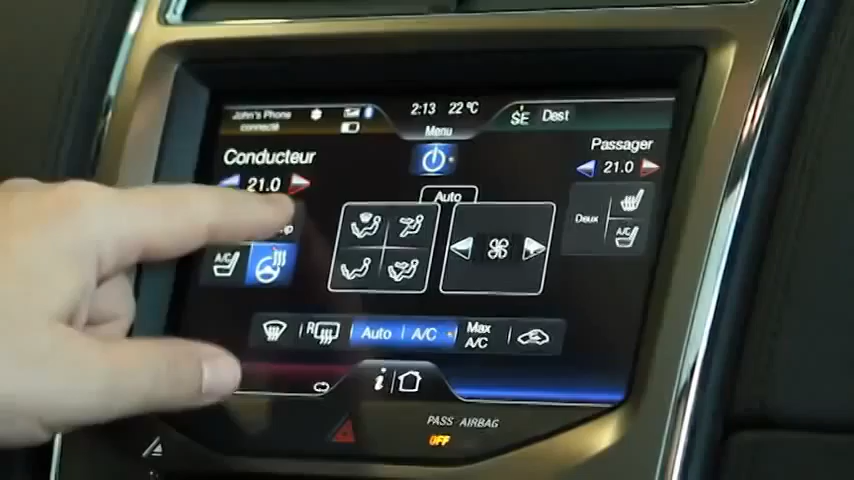 John's Phone
connecté
2:13 22°C
SE Dest
Menu
Conducteur
Passager
21.0
21.0
Auto
Deux
A/C
A/C
R
Auto
A/C
Max
A/C
i
PASS AIRBAG
OFF